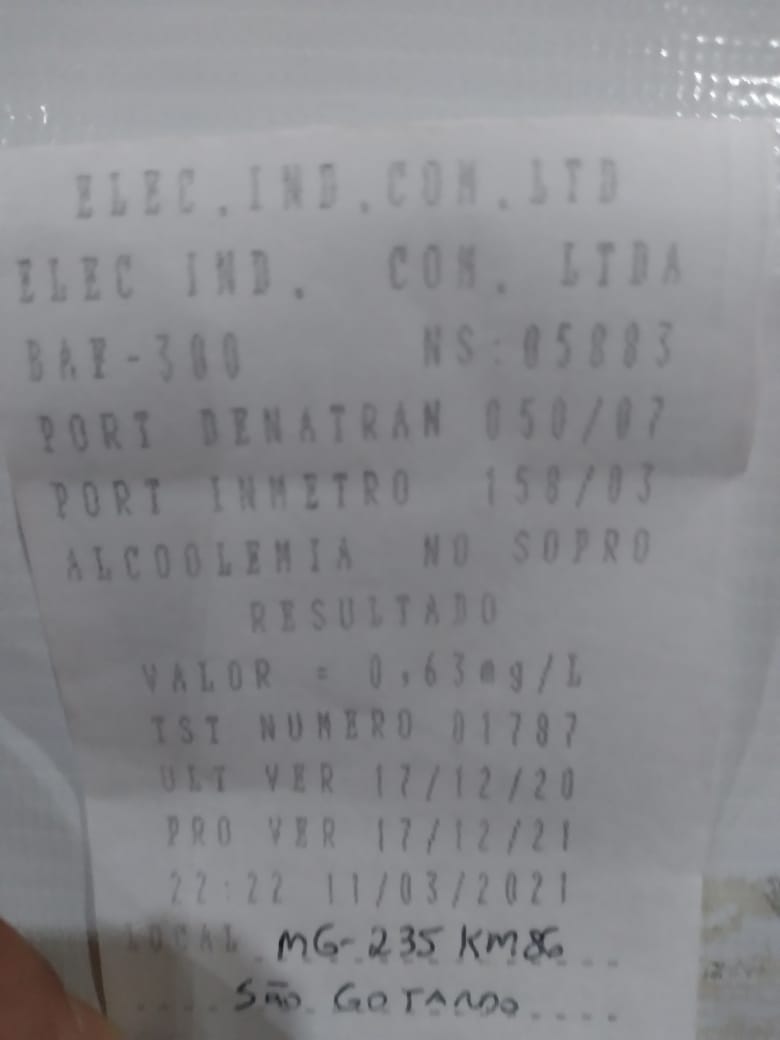 ELEC.IND.COM.LTD
ELEC IND. COM. LTDA
BAF-300 NS:05883
PORT DENATRAN 050/07
PORT INMETRO 158/03
ALCOOLEMIA NO SOPRO
RESULTADO
VALOR = 0,63mg/L
TST NUMERO 01787
ULT VER 17/12/20
PRO VER 17/12/21
22:22 11/03/2021
LOCAL MG-235 KM86
SÃO GOTARDO